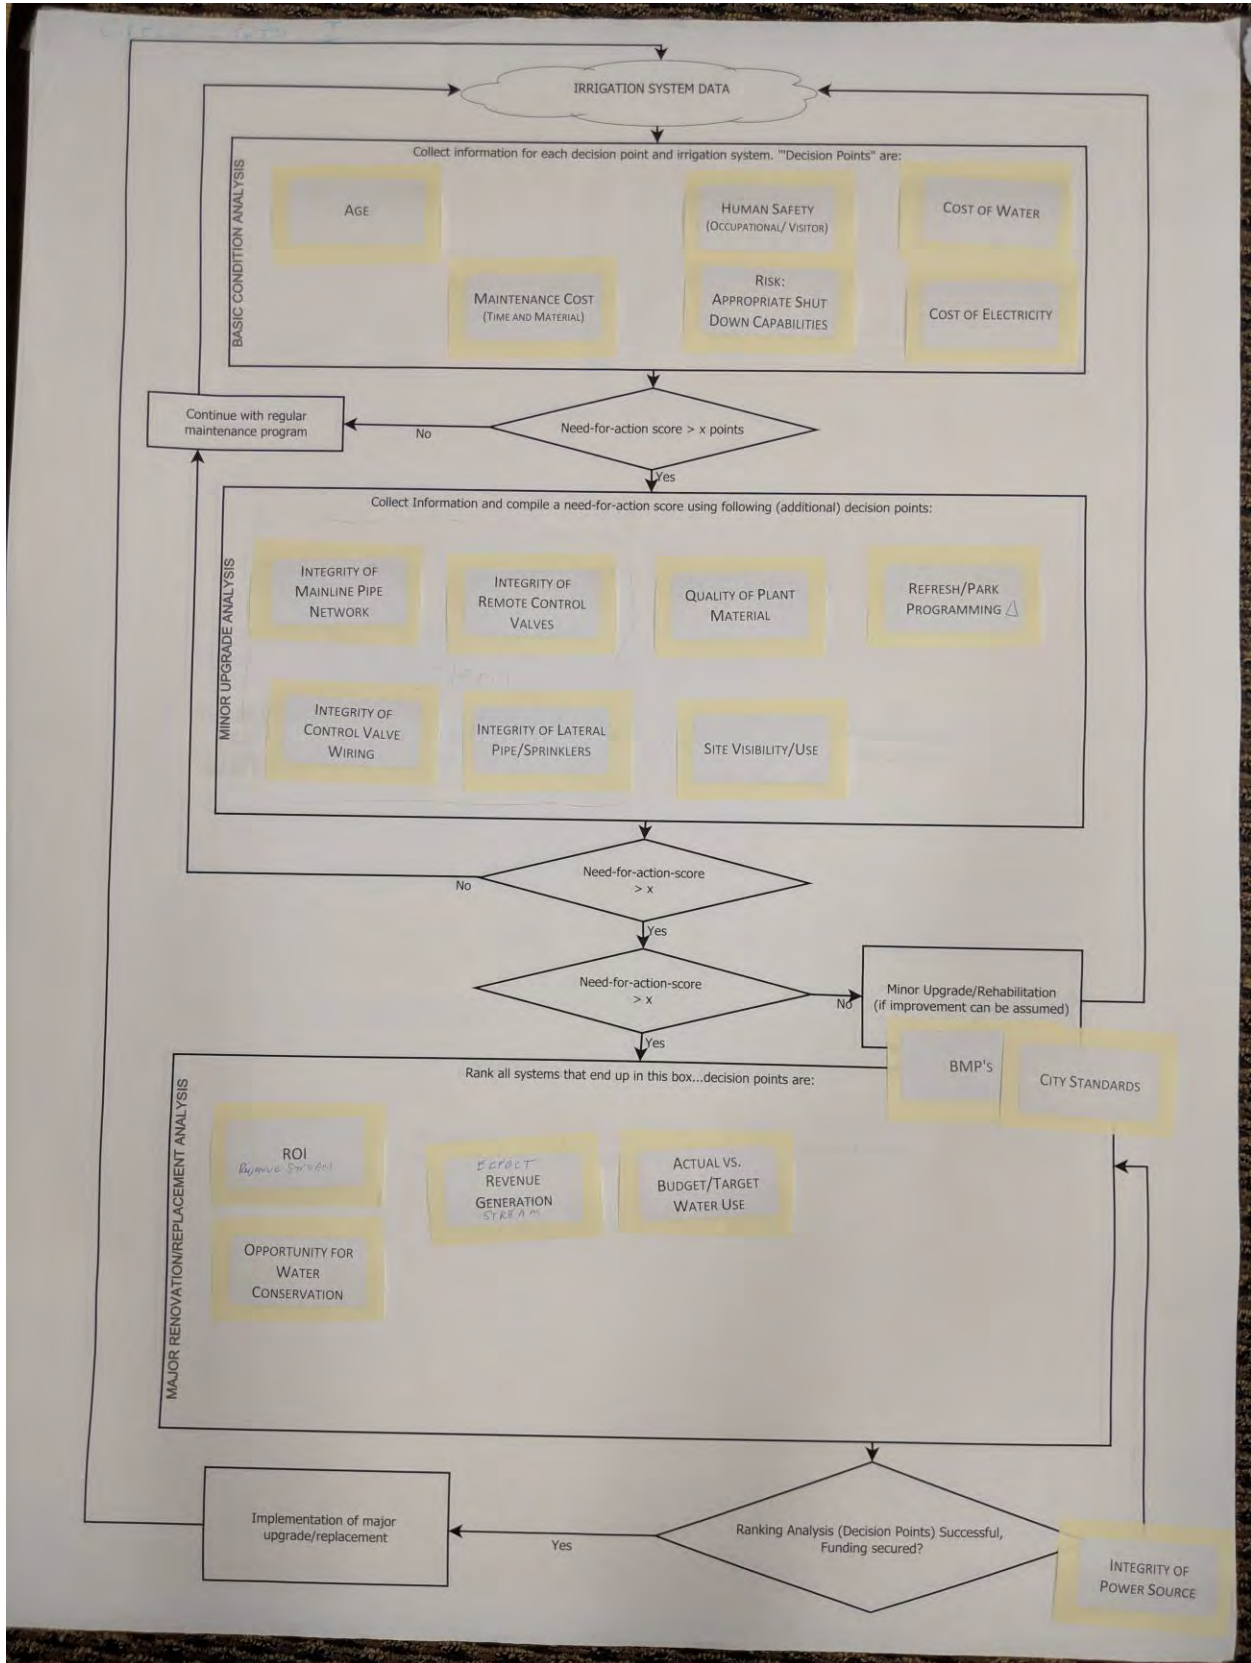 IRRIGATION SYSTEM DATA
BASIC CONDITION ANALYSIS
Collect information for each decision point and irrigation system. ""Decision Points" are:
AGE
HUMAN SAFETY
(OCCUPATIONAL/ VISITOR)
COST OF WATER
MAINTENANCE COST
(TIME AND MATERIAL)
RISK:
APPROPRIATE SHUT
DOWN CAPABILITIES
COST OF ELECTRICITY
Continue with regular
maintenance program
No
Need-for-action score > x points
Yes
MINOR UPGRADE ANALYSIS
Collect Information and compile a need-for-action score using following (additional) decision points:
INTEGRITY OF
MAINLINE PIPE
NETWORK
INTEGRITY OF
REMOTE CONTROL
VALVES
QUALITY OF PLANT
MATERIAL
REFRESH/PARK
PROGRAMMING Δ
INTEGRITY OF
CONTROL VALVE
WIRING
INTEGRITY OF LATERAL
PIPE/SPRINKLERS
SITE VISIBILITY/USE
Need-for-action-score
> x
No
Yes
Need-for-action-score
> x
No
Minor Upgrade/Rehabilitation
(if improvement can be assumed)
Yes
BMP'S
CITY STANDARDS
MAJOR RENOVATION/REPLACEMENT ANALYSIS
Rank all systems that end up in this box...decision points are:
ROI
STREAM
REVENUE
GENERATION
STREAM
ACTUAL VS.
BUDGET/TARGET
WATER USE
OPPORTUNITY FOR
WATER
CONSERVATION
Implementation of major
upgrade/replacement
Yes
Ranking Analysis (Decision Points) Successful,
Funding secured?
INTEGRITY OF
POWER SOURCE